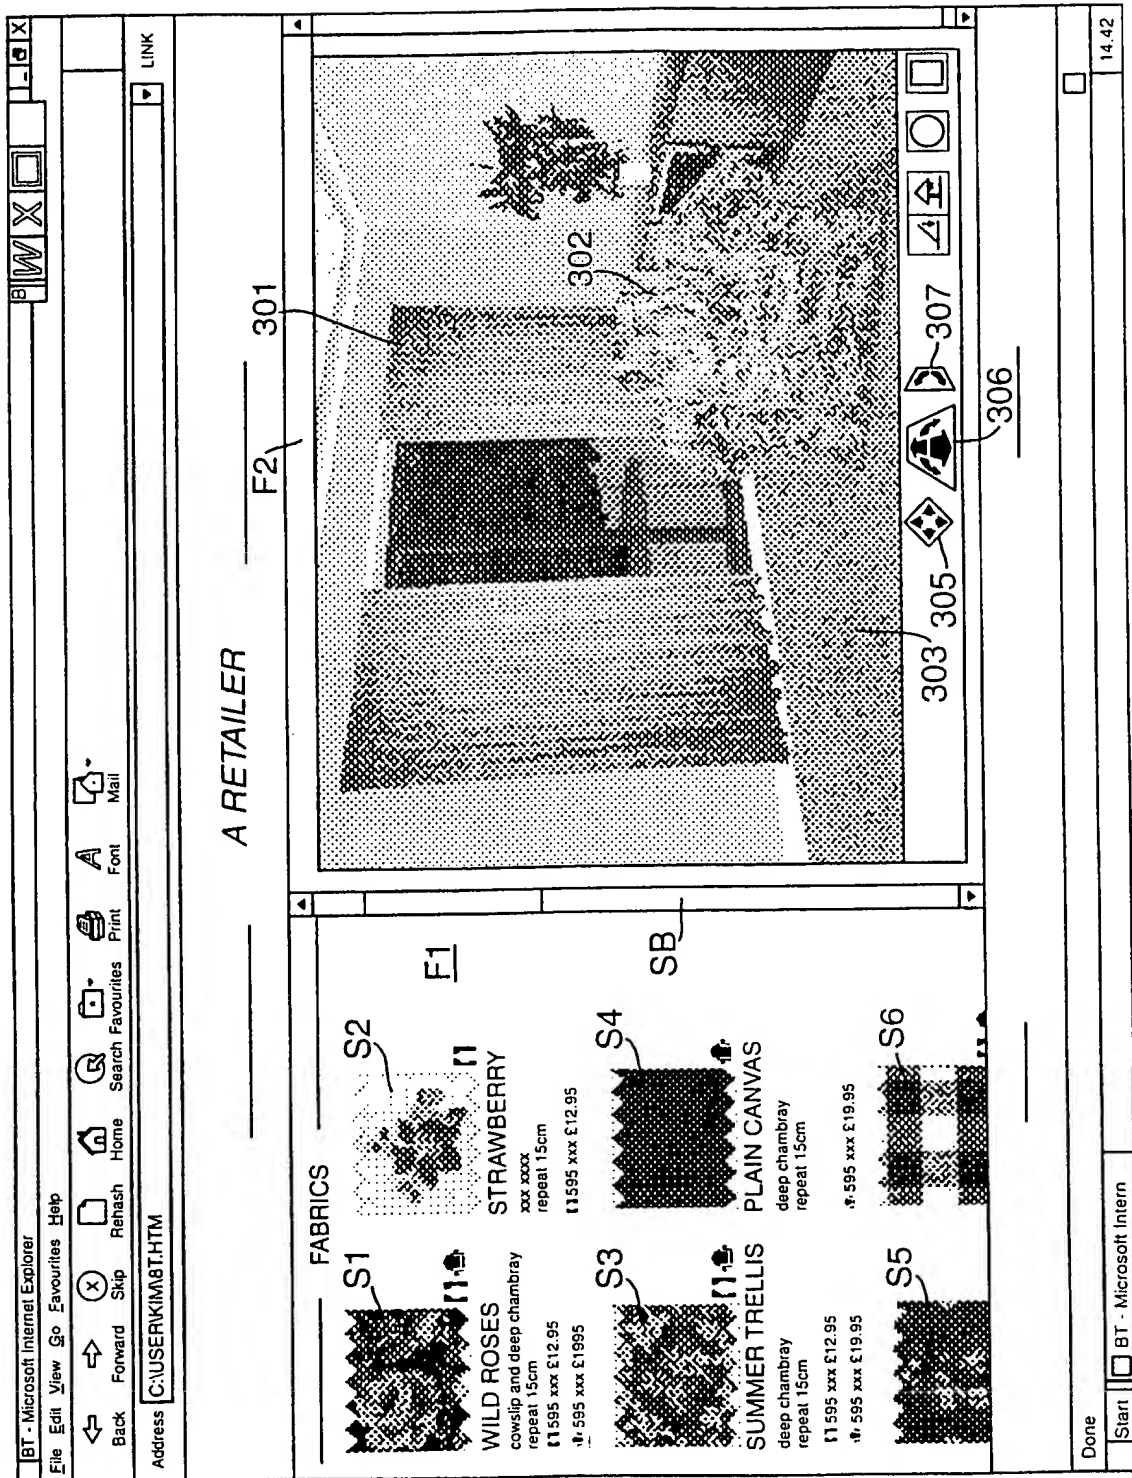 BT - Microsoft Internet Explorer
B W X
File Edit View Go Favourites Help
Back Forward Skip Rehash Home Search Favourites Print Font Mail
Address C:\USER\KIM\8T.HTM LINK
A RETAILER
FABRICS
F1
F2
SB
S1
WILD ROSES
cowslip and deep chambray
repeat 15cm
595 xxx £12.95
595 xxx £1995
S2
STRAWBERRY
xxx xxxx
repeat 15cm
595 xxx £12.95
S3
SUMMER TRELLIS
deep chambray
repeat 15cm
595 xxx £12.95
595 xxx £19.95
S4
PLAIN CANVAS
deep chambray
repeat 15cm
595 xxx £19.95
S5
S6
301
302
303
305
306
307
Done
Start BT - Microsoft Intern 14.42